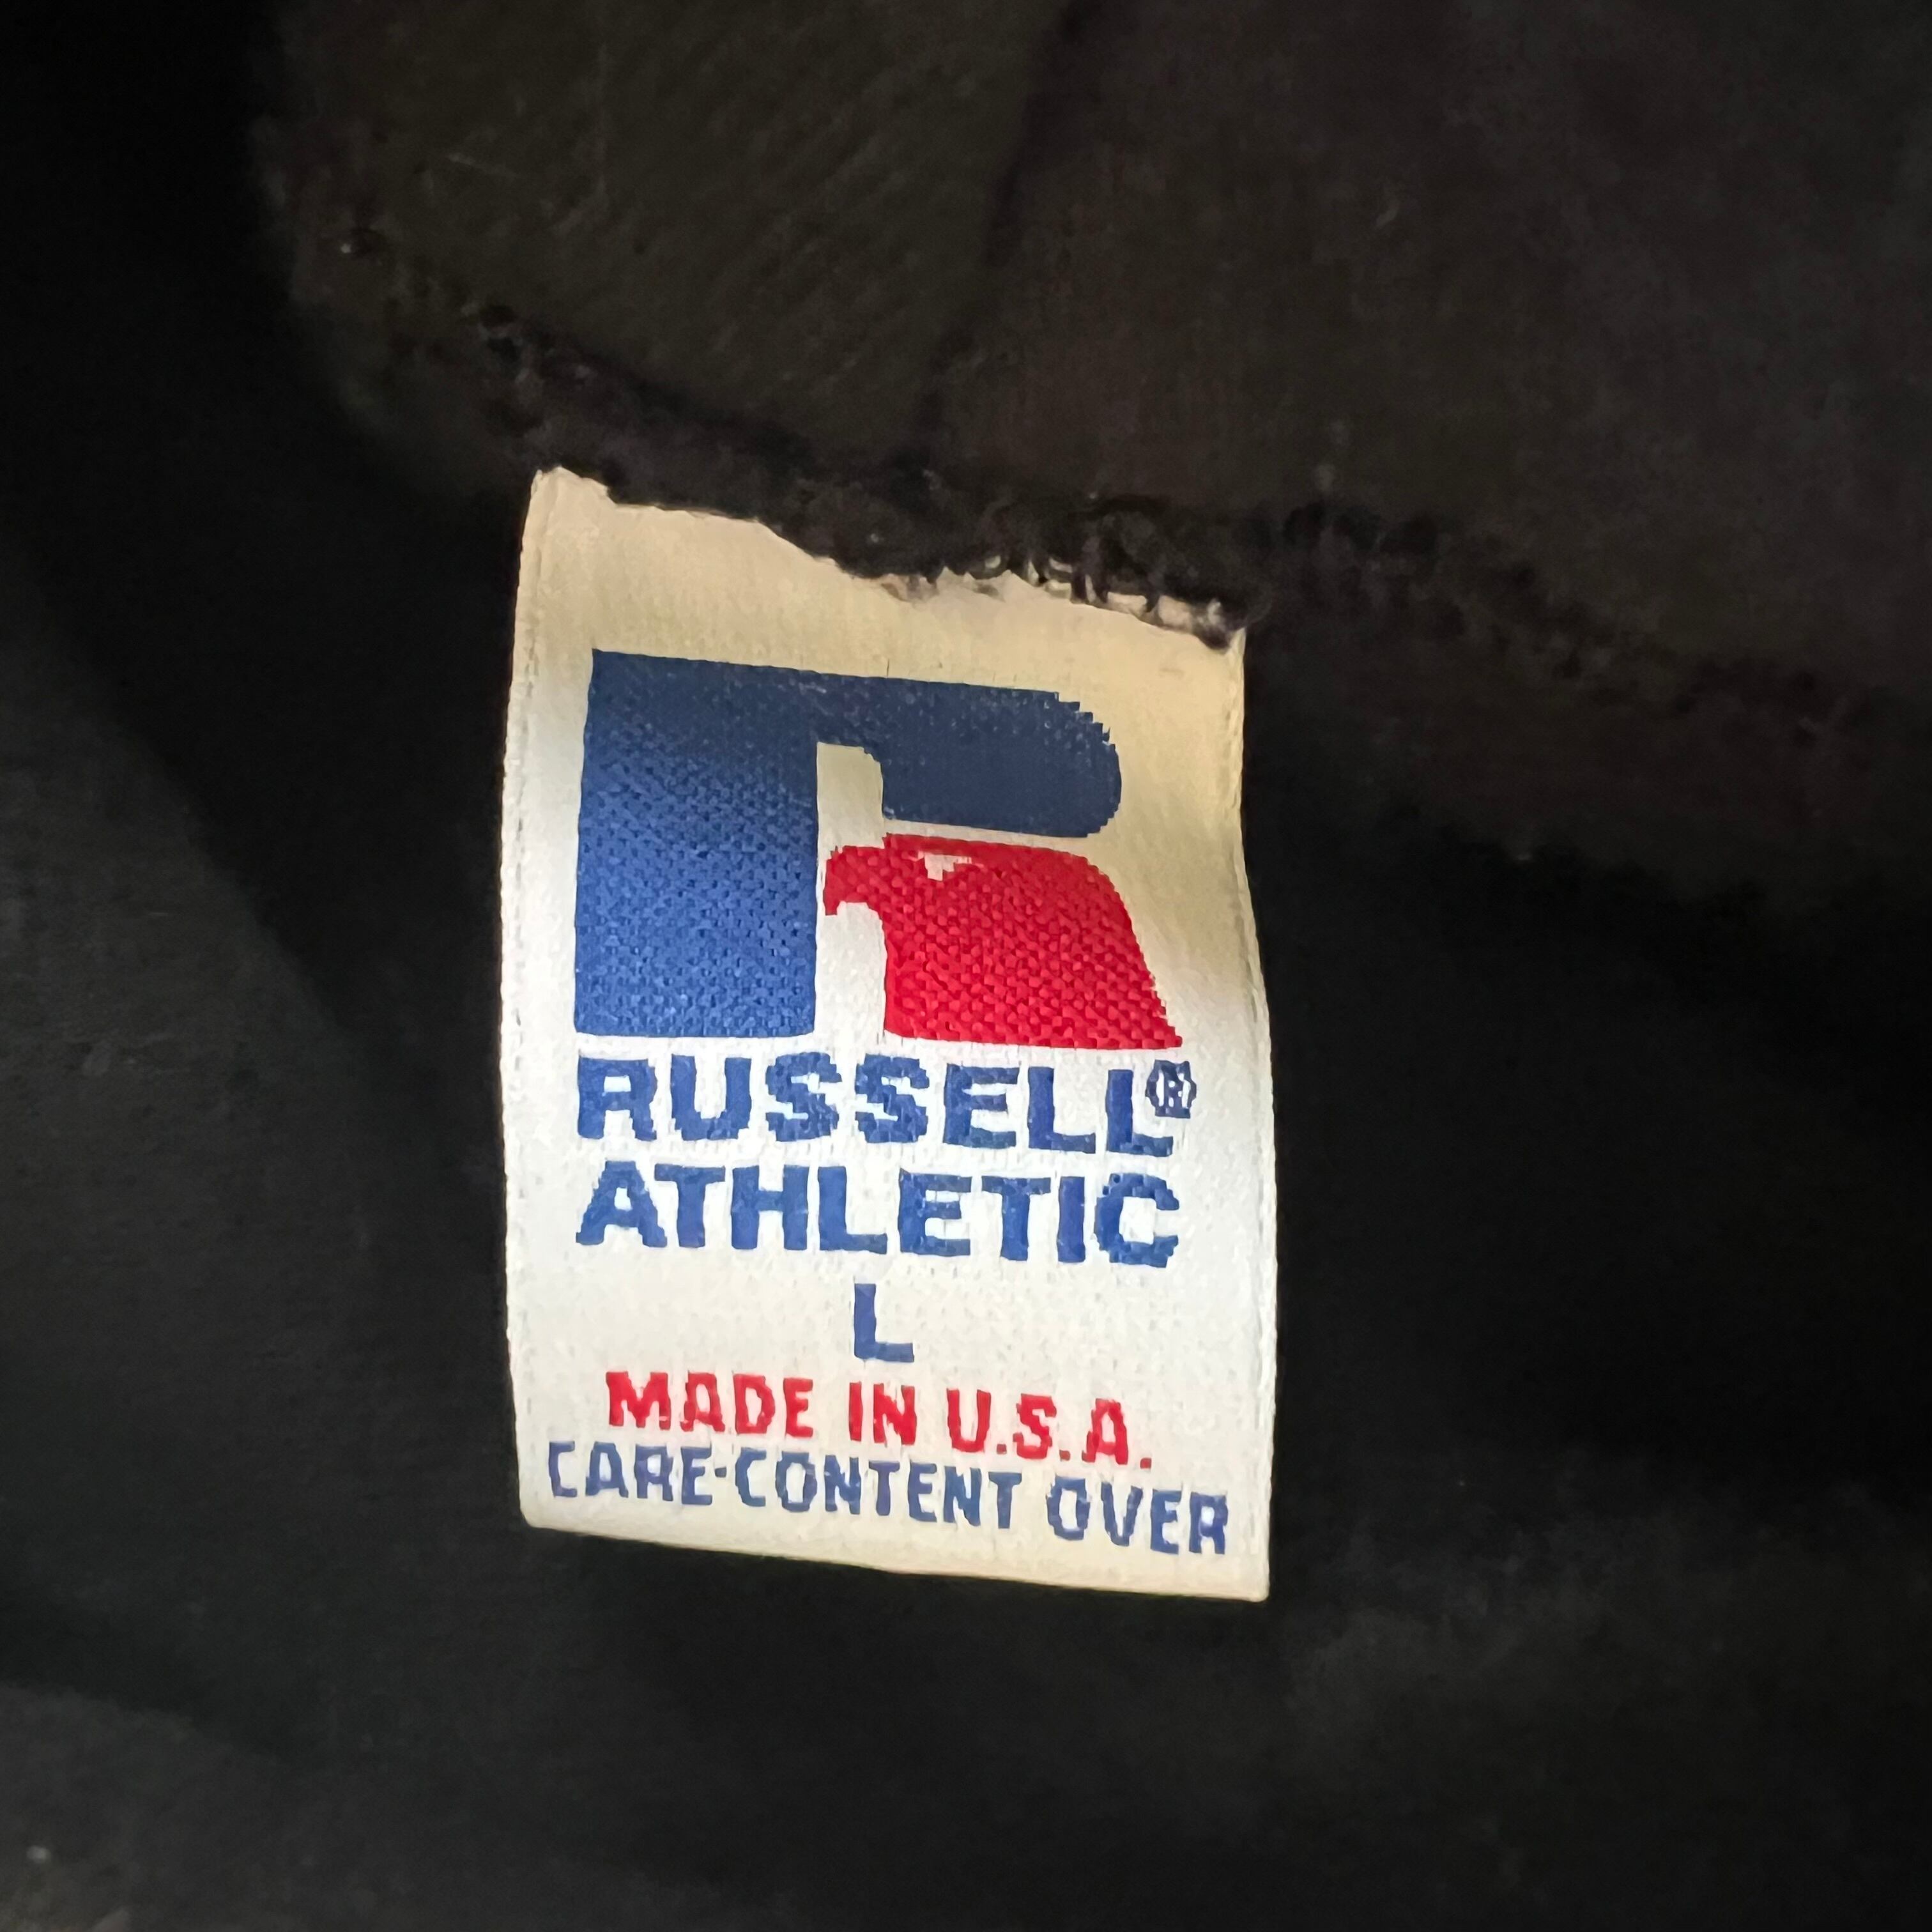 RUSSELL®
ATHLETIC
L
MADE IN U.S.A.
CARE·CONTENT OVER